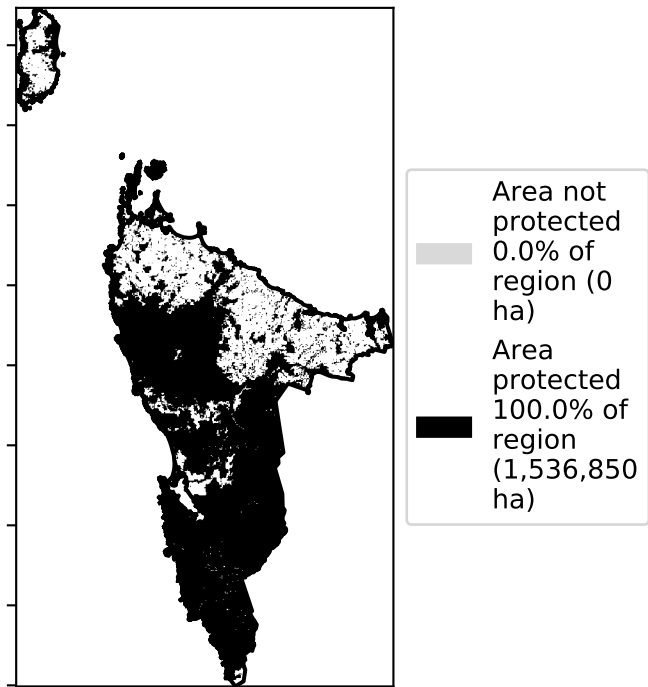 Area not
protected
0.0% of
region (0
ha)
Area
protected
100.0% of
region
(1,536,850
ha)